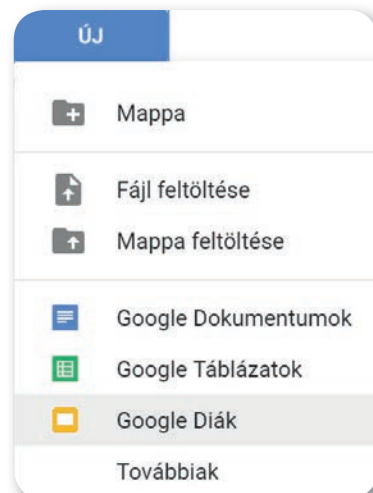 ÚJ
Mappa
Fájl feltöltése
Mappa feltöltése
Google Dokumentumok
Google Táblázatok
Google Diák
Továbbiak